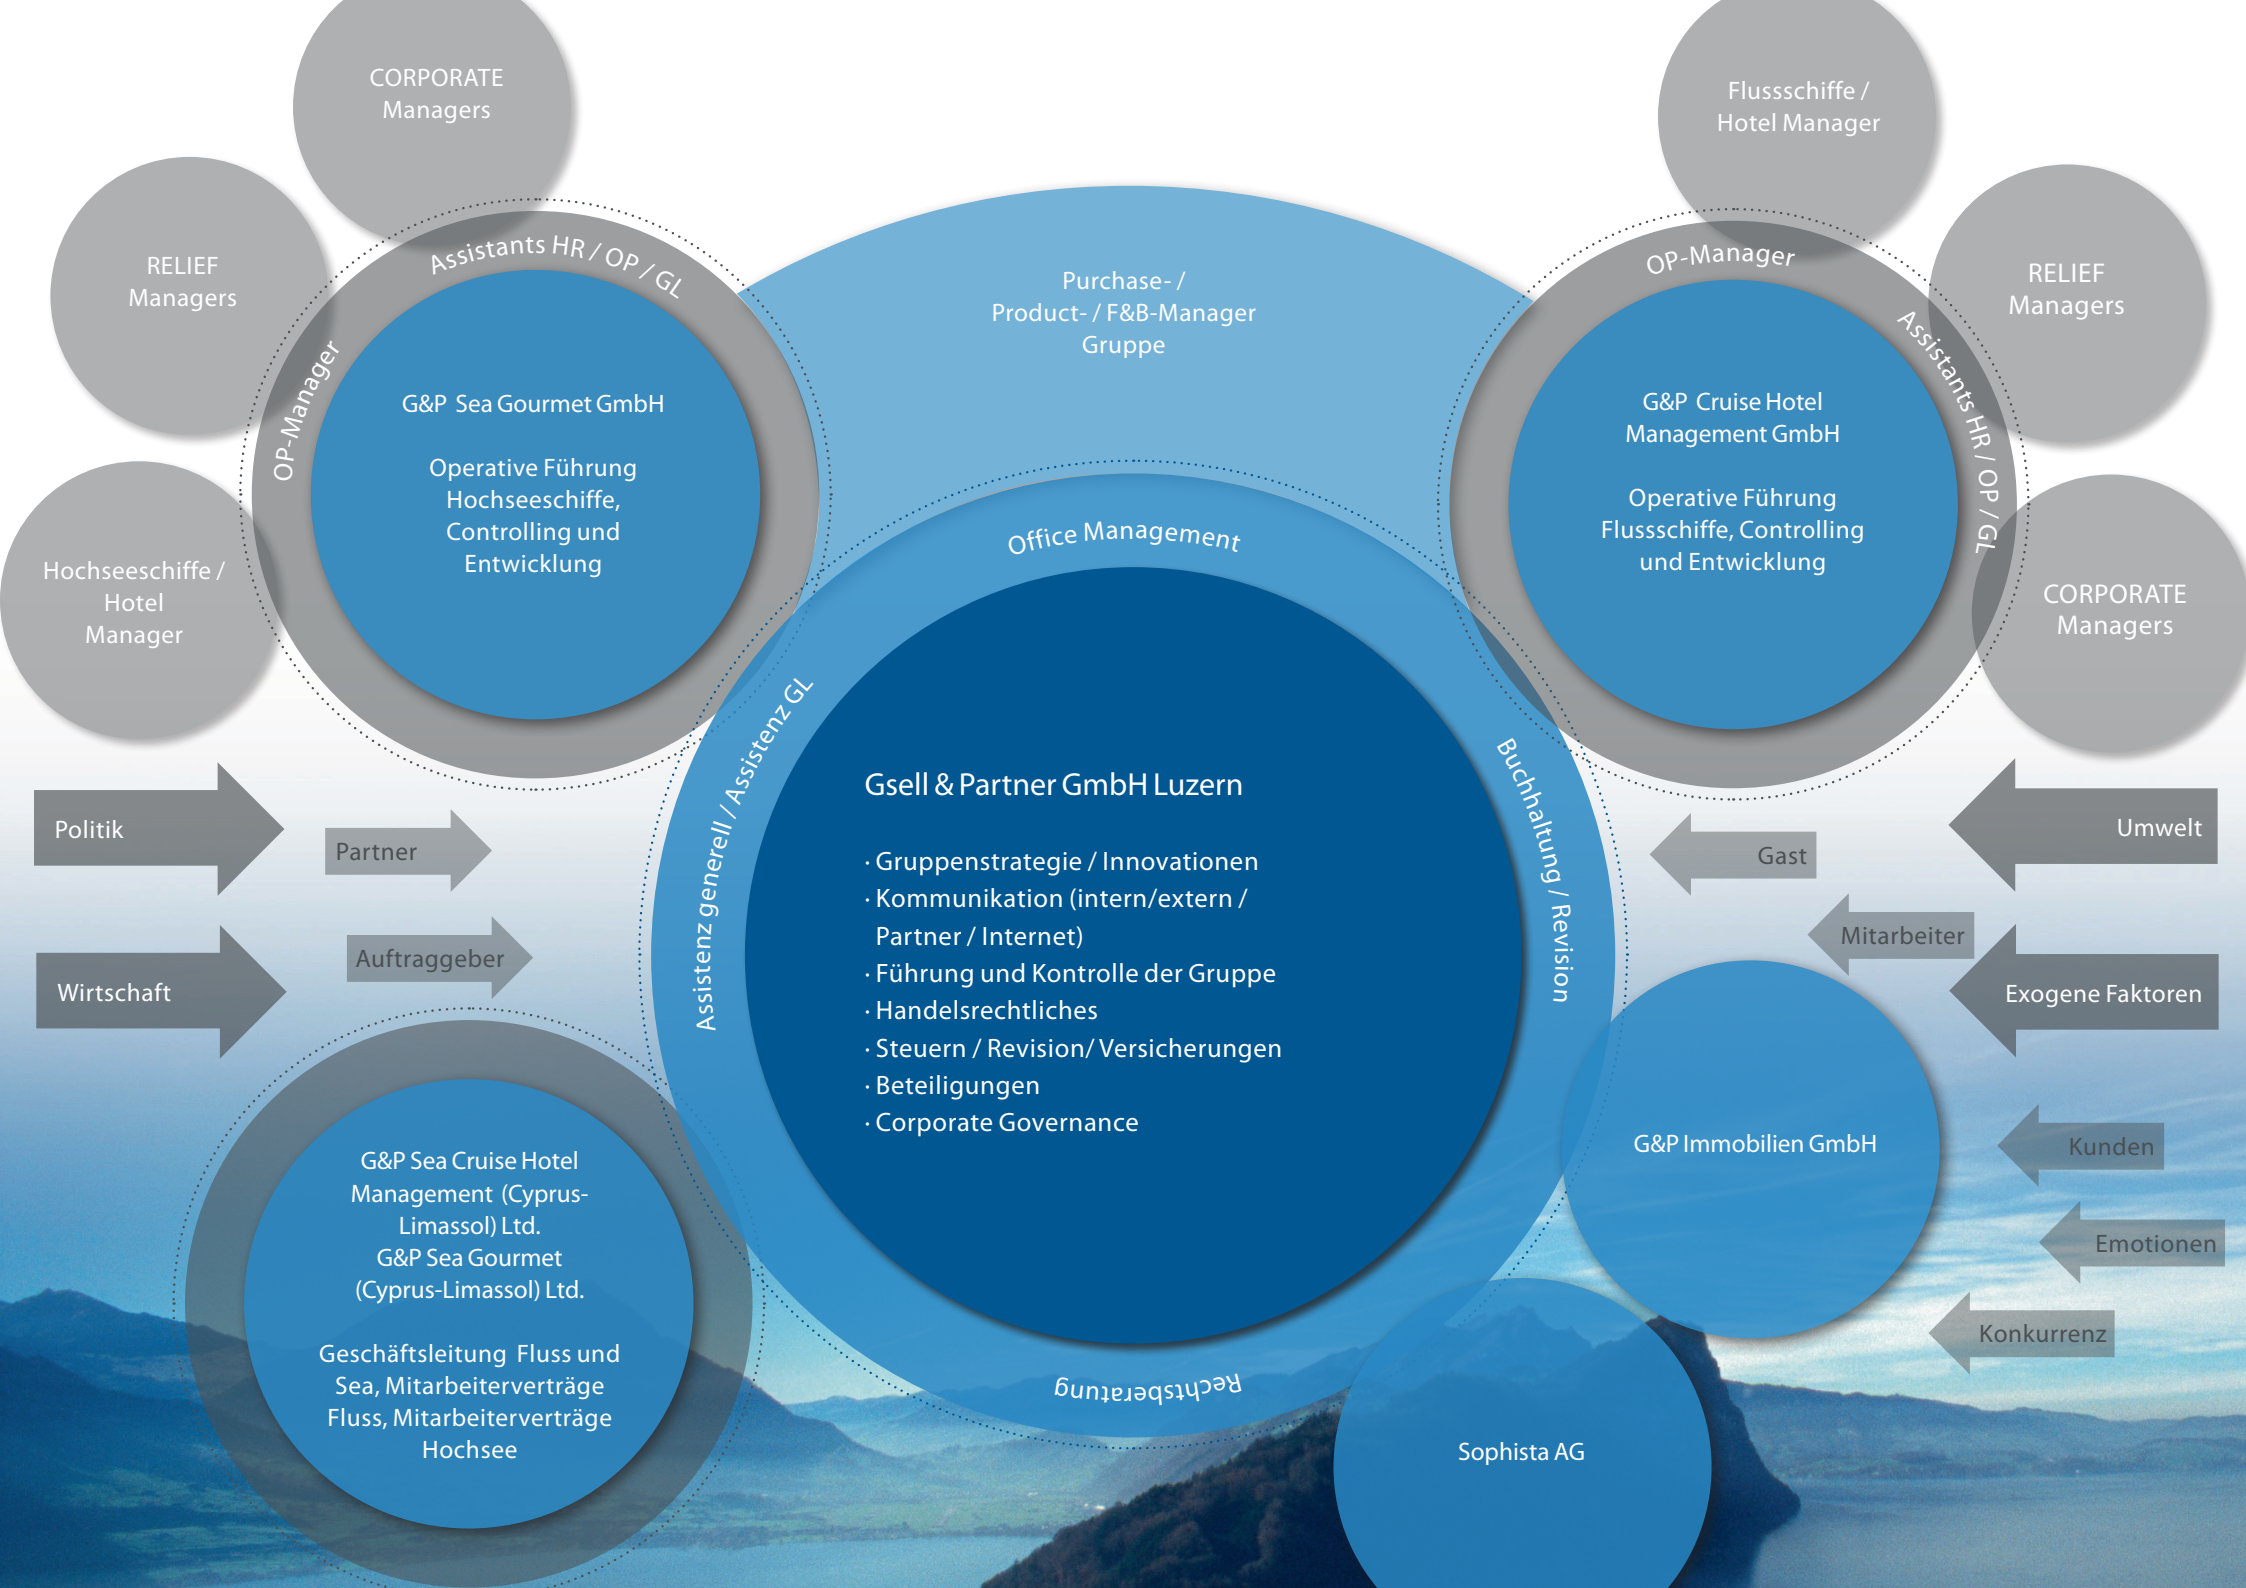 CORPORATE
Managers
Flussschiffe /
Hotel Manager
RELIEF
Managers
RELIEF
Managers
Assistants HR / OP / GL
OP-Manager
OP-Manager
Assistants HR / OP / GL
Purchase- /
Product- / F&B-Manager
Gruppe
G&P Sea Gourmet GmbH
Operative Führung
Hochseeschiffe,
Controlling und
Entwicklung
G&P Cruise Hotel
Management GmbH
Operative Führung
Flussschiffe, Controlling
und Entwicklung
Hochseeschiffe /
Hotel
Manager
CORPORATE
Managers
Office Management
Assistenz generell / Assistenz GL
Buchhaltung / Revision
Rechtsberatung
Gsell & Partner GmbH Luzern
· Gruppenstrategie / Innovationen
· Kommunikation (intern/extern /
Partner / Internet)
· Führung und Kontrolle der Gruppe
· Handelsrechtliches
· Steuern / Revision/ Versicherungen
· Beteiligungen
· Corporate Governance
Politik
Partner
Auftraggeber
Wirtschaft
Umwelt
Gast
Mitarbeiter
Exogene Faktoren
Kunden
Emotionen
Konkurrenz
G&P Sea Cruise Hotel
Management (Cyprus-
Limassol) Ltd.
G&P Sea Gourmet
(Cyprus-Limassol) Ltd.
Geschäftsleitung Fluss und
Sea, Mitarbeiterverträge
Fluss, Mitarbeiterverträge
Hochsee
G&P Immobilien GmbH
Sophista AG